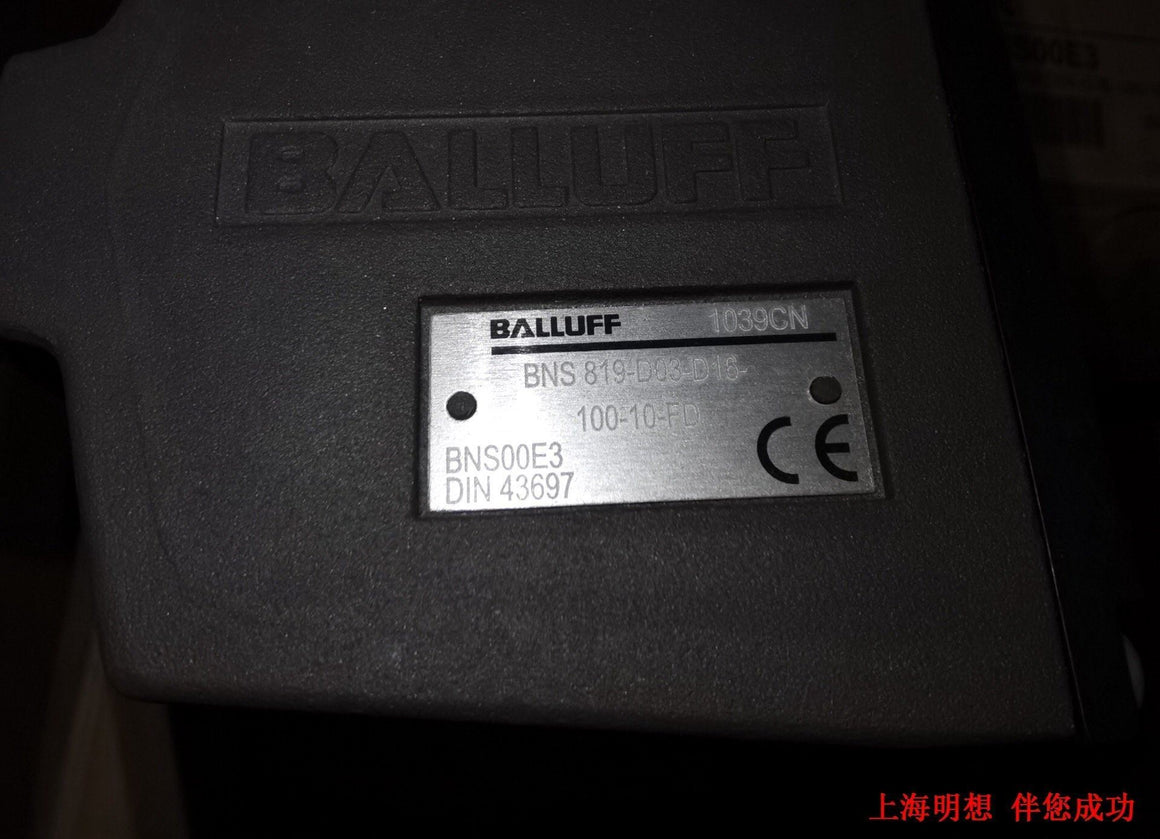 S00E3
BALLUFF
BALLUFF 1039CN
BNS 819-D03-D16-
100-10-FD
BNS00E3
DIN 43697
CE
上海明想 伴您成功